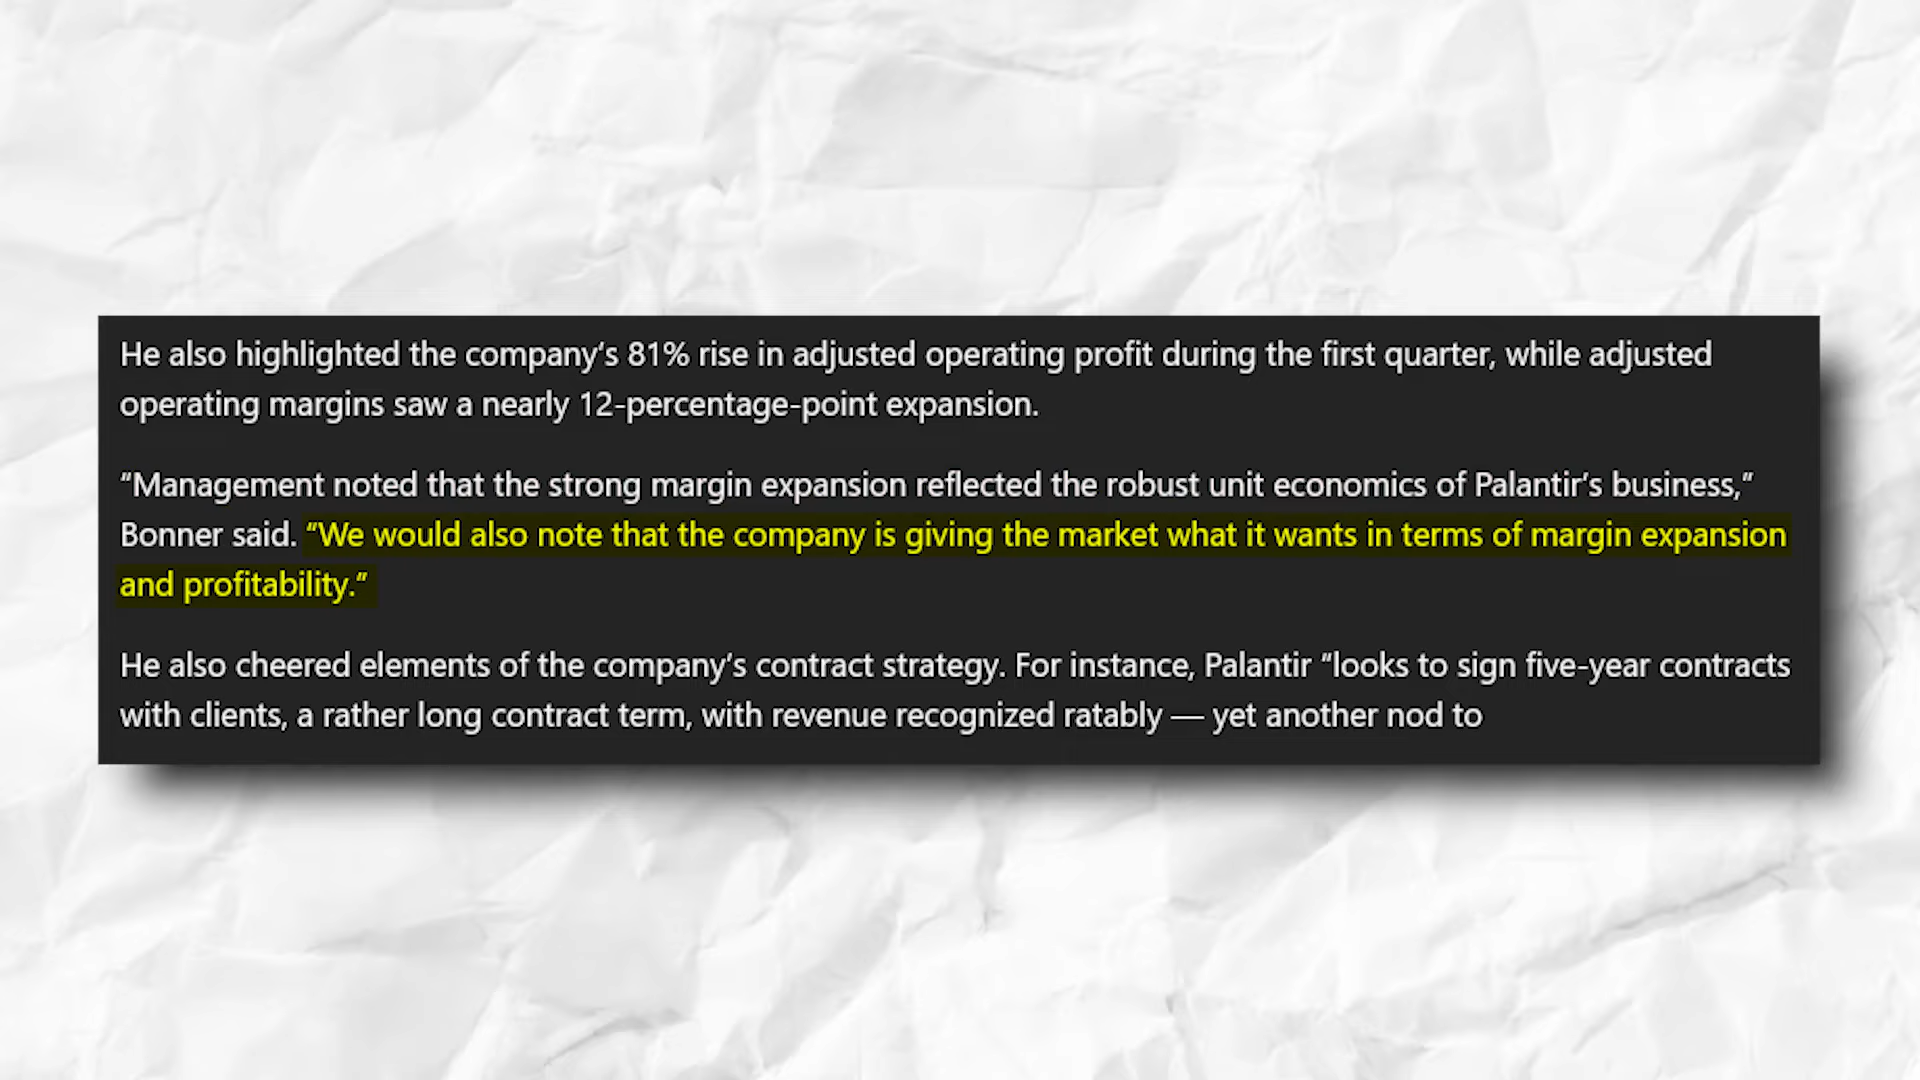 He also highlighted the company’s 81% rise in adjusted operating profit during the first quarter, while adjusted
operating margins saw a nearly 12-percentage-point expansion.
“Management noted that the strong margin expansion reflected the robust unit economics of Palantir’s business,”
Bonner said. “We would also note that the company is giving the market what it wants in terms of margin expansion
and profitability.”
He also cheered elements of the company’s contract strategy. For instance, Palantir “looks to sign five-year contracts
with clients, a rather long contract term, with revenue recognized ratably — yet another nod to